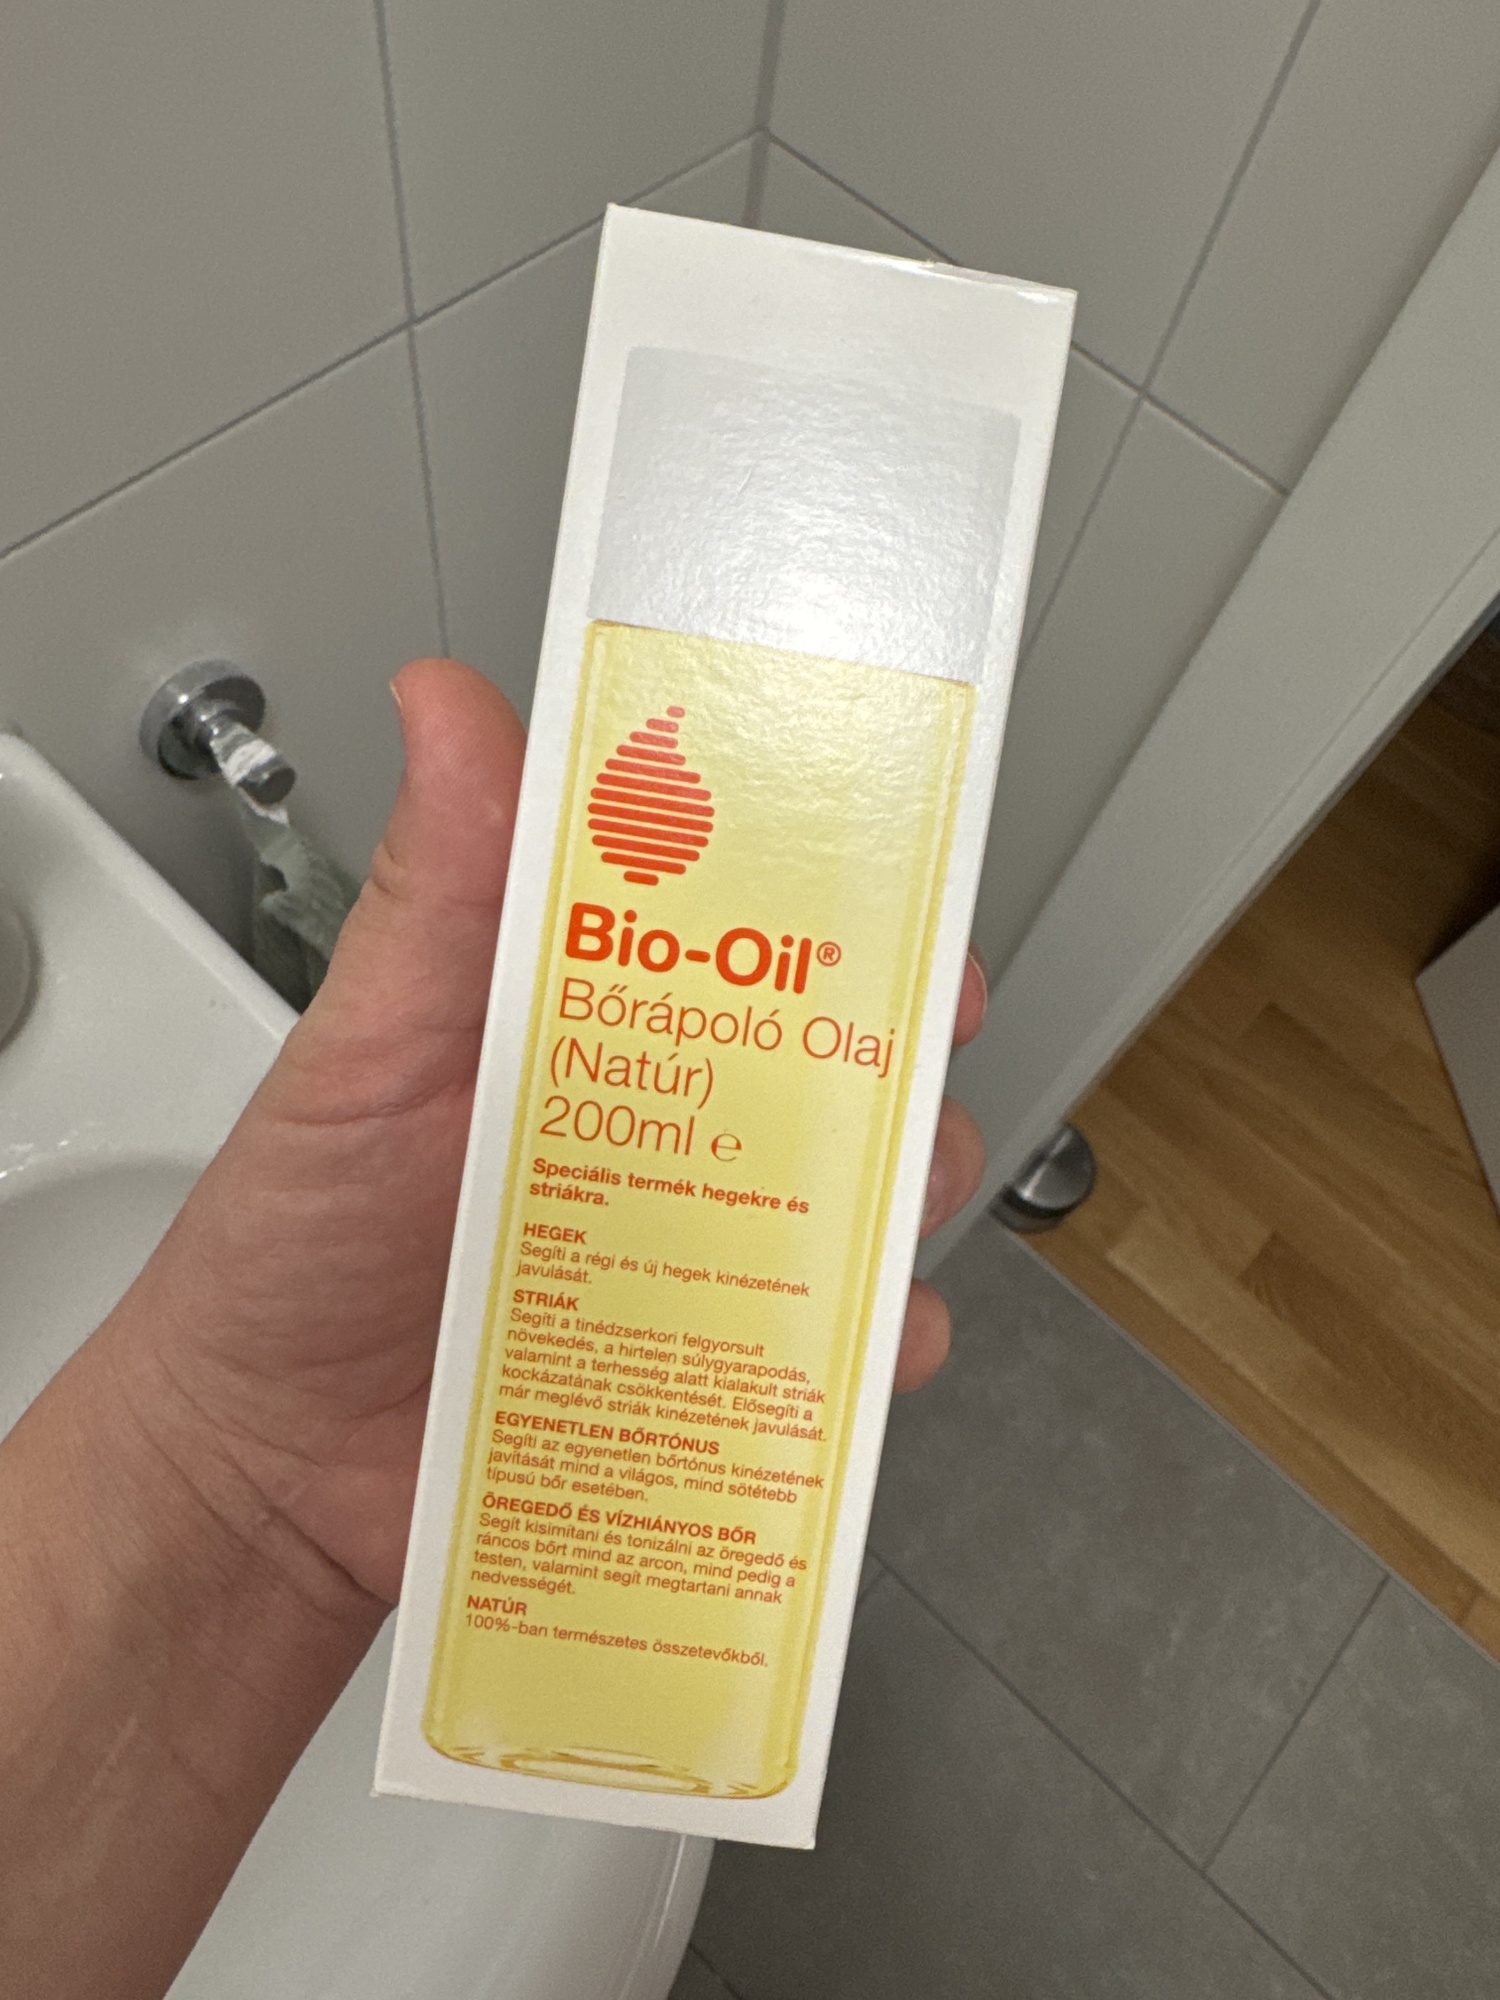 Bio-Oil®
Bőrápoló Olaj
(Natúr)
200ml ℮
Speciális termék hegekre és
striákra.
HEGEK
Segíti a régi és új hegek kinézetének
javulását.
STRIÁK
Segíti a tinédzserkori felgyorsult
növekedés, a hirtelen súlygyarapodás,
valamint a terhesség alatt kialakult striák
kockázatának csökkentését. Elősegíti a
már meglévő striák kinézetének javulását.
EGYENETLEN BŐRTÓNUS
Segíti az egyenetlen bőrtónus kinézetének
javítását mind a világos, mind sötétebb
típusú bőr esetében.
ÖREGEDŐ ÉS VÍZHIÁNYOS BŐR
Segít kisimítani és tonizálni az öregedő és
ráncos bőrt mind az arcon, mind pedig a
testen, valamint segít megtartani annak
nedvességét.
NATÚR
100%-ban természetes összetevőkből.